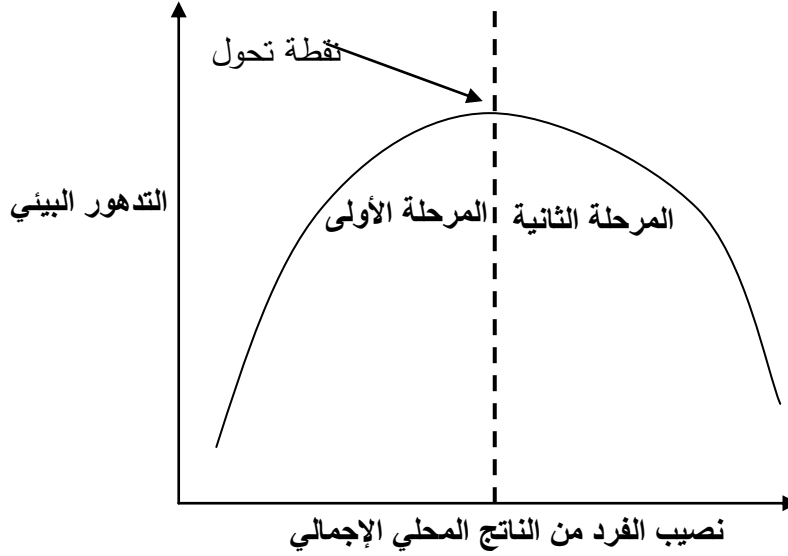 نقطة تحول
التدهور البيئي
المرحلة الأولى
المرحلة الثانية
نصيب الفرد من الناتج المحلي الإجمالي